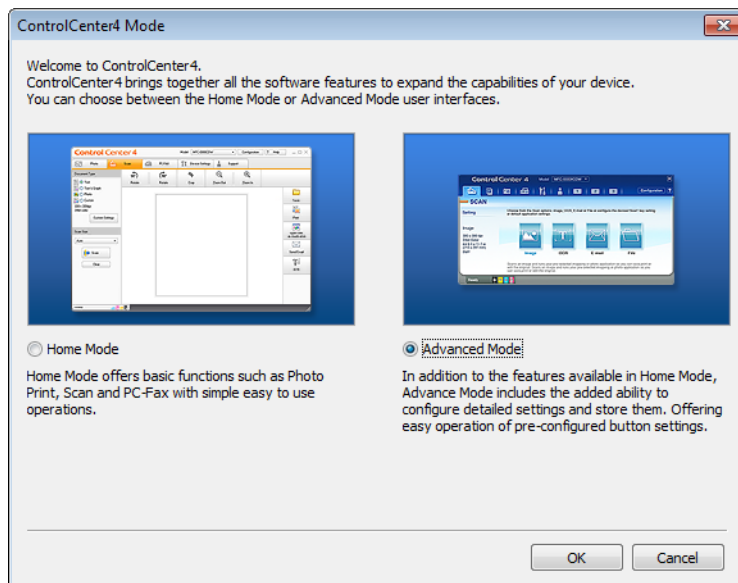 ControlCenter4 Mode
Welcome to ControlCenter4.
ControlCenter4 brings together all the software features to expand the capabilities of your device.
You can choose between the Home Mode or Advanced Mode user interfaces.
Control Center 4
Control Center 4
SCAN
Image
OCR
E-mail
File
Home Mode
Home Mode offers basic functions such as Photo
Print, Scan and PC-Fax with simple easy to use
operations.
Advanced Mode
In addition to the features available in Home Mode,
Advance Mode includes the added ability to
configure detailed settings and store them. Offering
easy operation of pre-configured button settings.
OK
Cancel